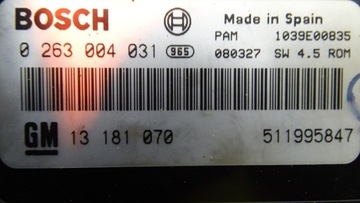 BOSCH Made in Spain
PAM 1039E00835
0 263 004 031 965 080327 SW 4.5 ROM
GM 13 181 070 511995847